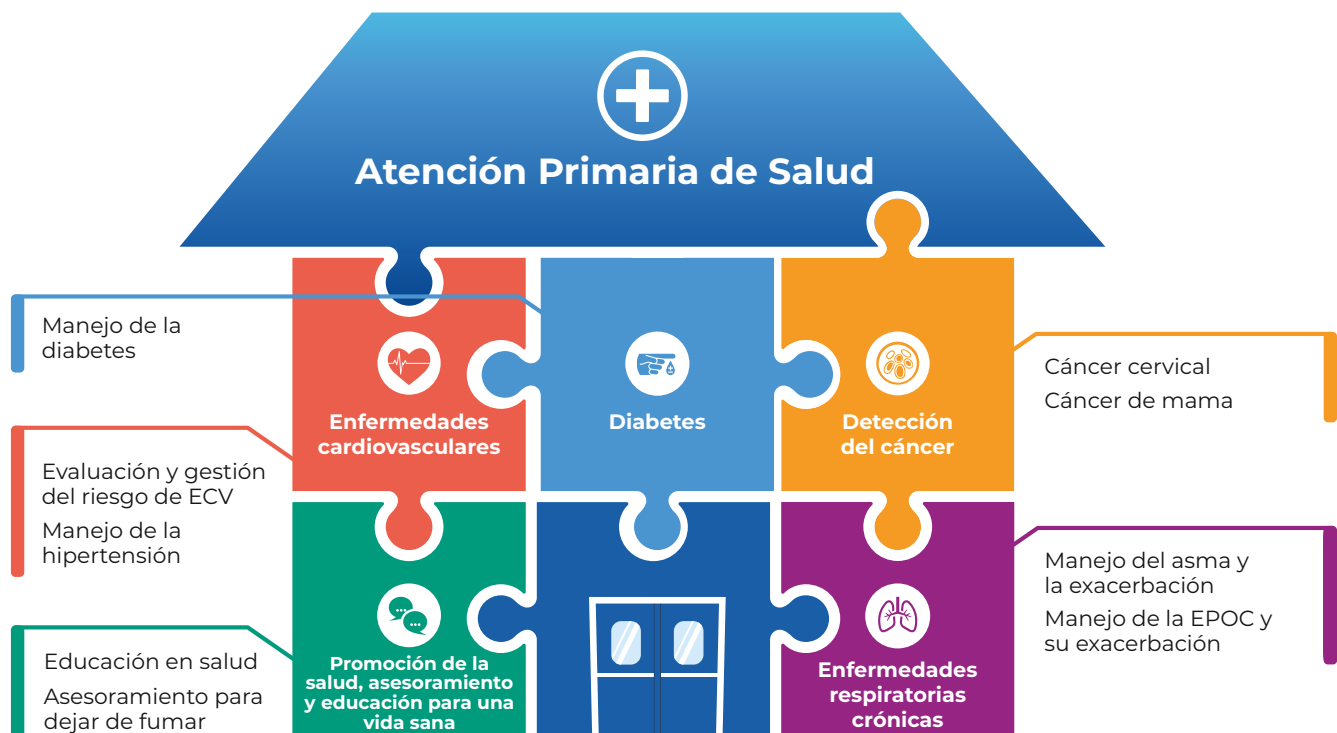 Atención Primaria de Salud
Manejo de la
diabetes
Enfermedades
cardiovasculares
Diabetes
Detección
del cáncer
Cáncer cervical
Cáncer de mama
Evaluación y gestión
del riesgo de ECV
Manejo de la
hipertensión
Manejo del asma y
la exacerbación
Manejo de la EPOC y
su exacerbación
Educación en salud
Asesoramiento para
dejar de fumar
Promoción de la
salud, asesoramiento
y educación para una
vida sana
Enfermedades
respiratorias
crónicas